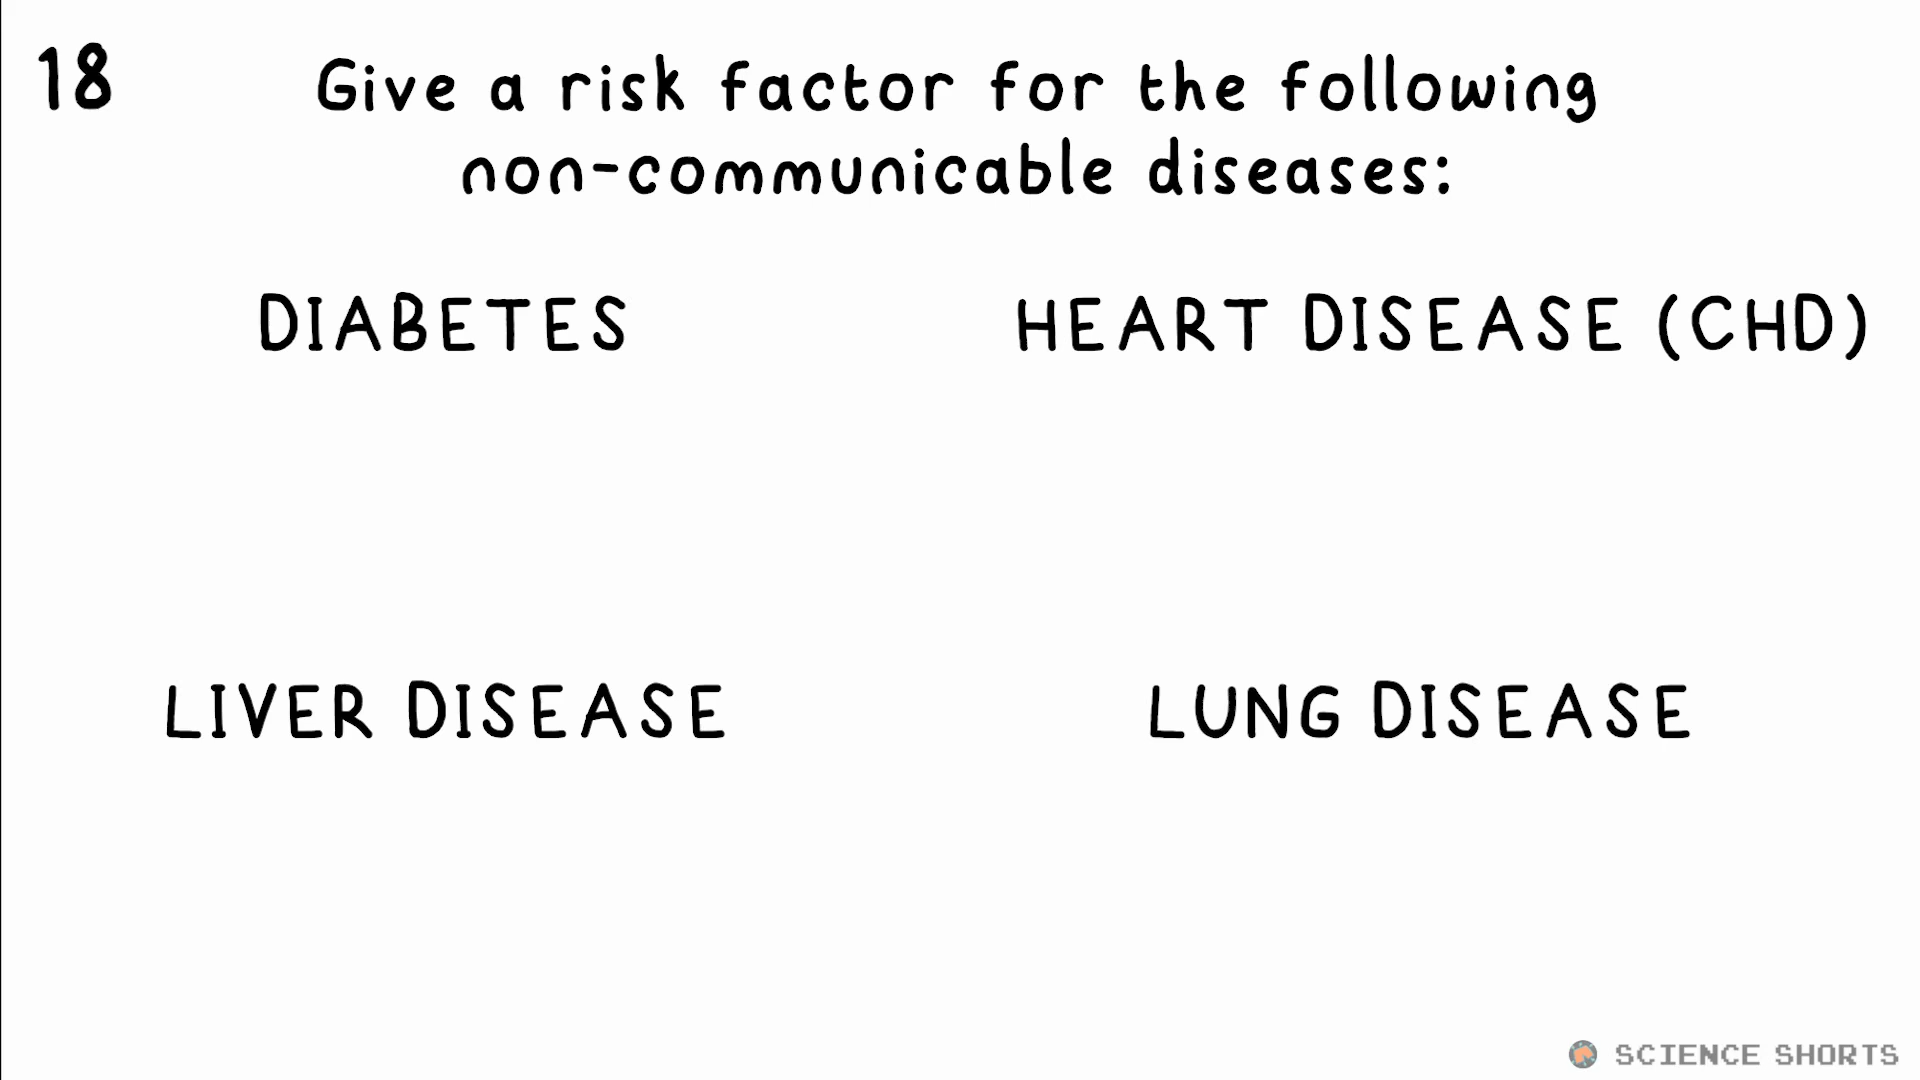 18
Give a risk factor for the following
non-communicable diseases:
DIABETES
HEART DISEASE (CHD)
LIVER DISEASE
LUNG DISEASE
SCIENCE SHORTS